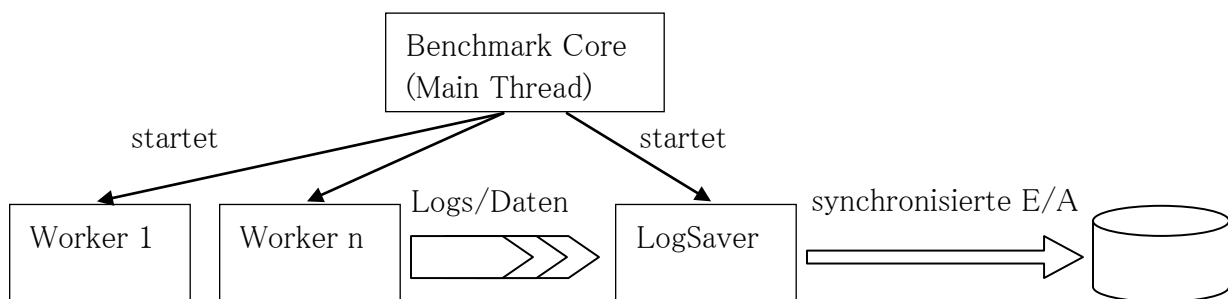 Benchmark Core
(Main Thread)
startet
startet
Logs/Daten
synchronisierte E/A
Worker 1
Worker n
LogSaver